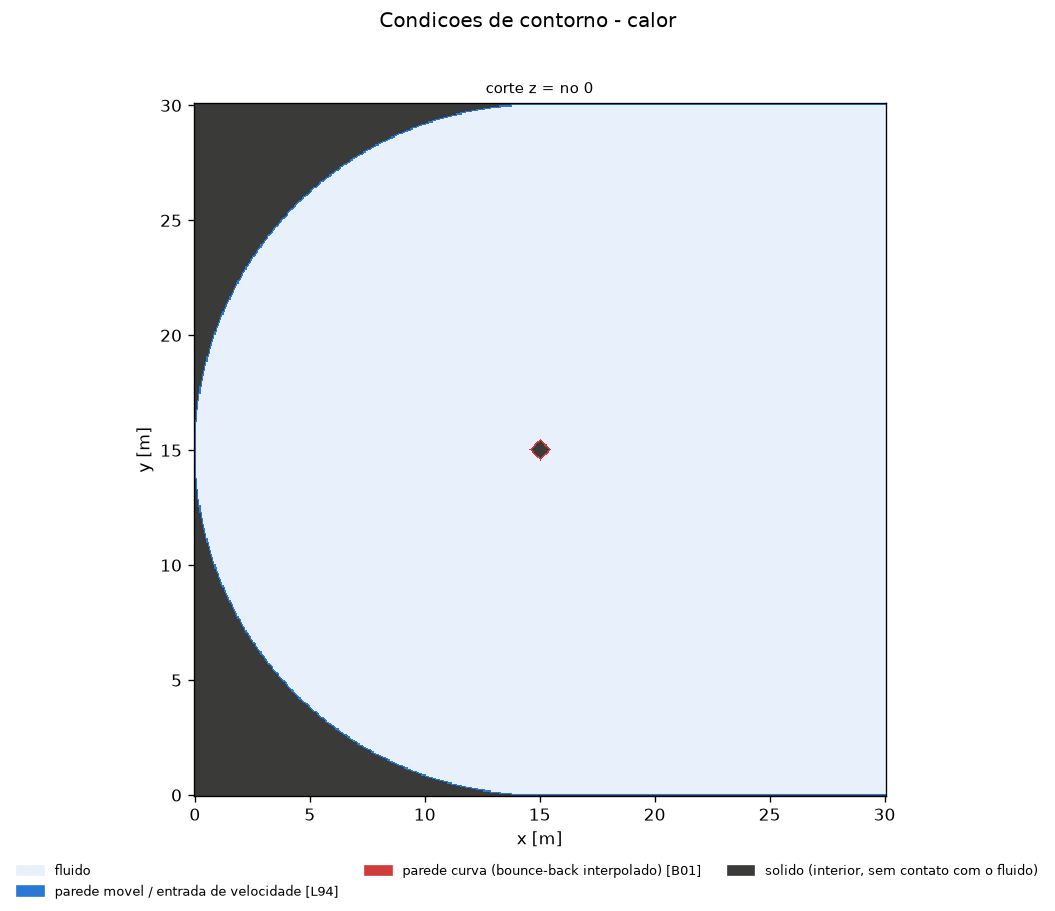 Condicoes de contorno - calor
corte z = no 0
30
25
20
15
10
5
0
y [m]
0 5 10 15 20 25 30
x [m]
fluido
parede movel / entrada de velocidade [L94]
parede curva (bounce-back interpolado) [B01]
solido (interior, sem contato com o fluido)